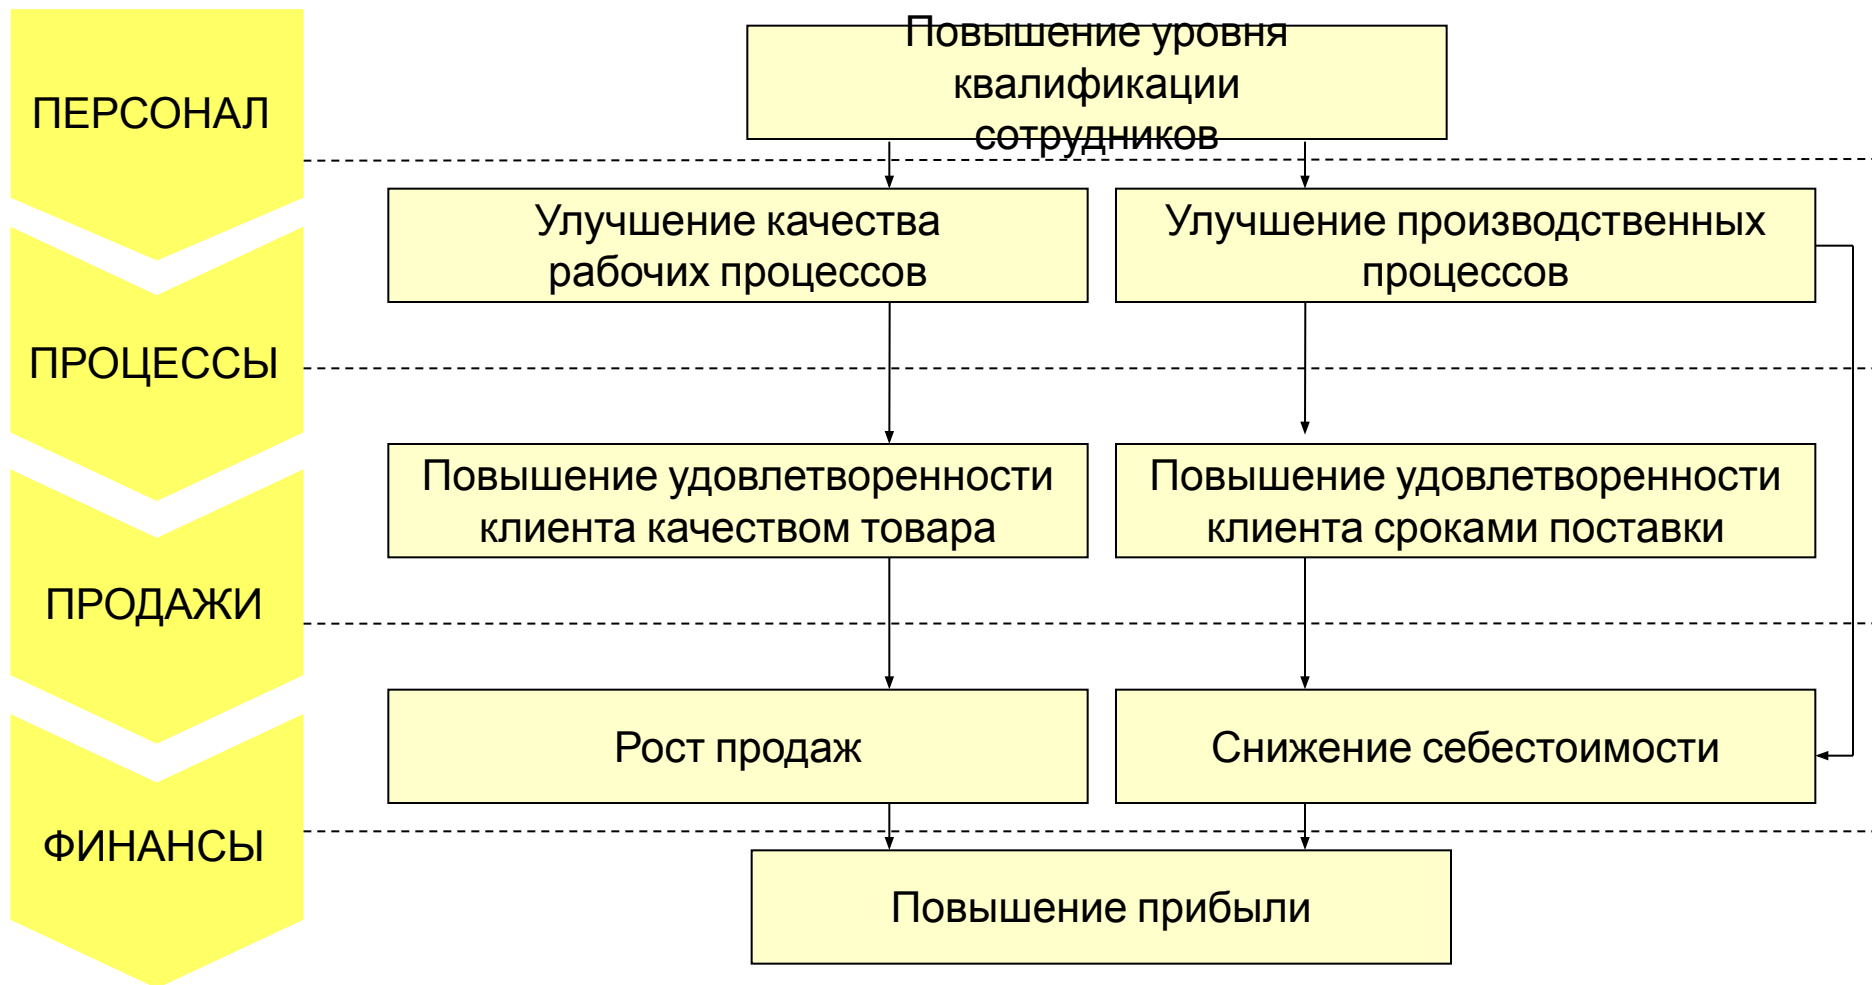 ПЕРСОНАЛ
Повышение уровня
квалификации
сотрудников
Улучшение качества
рабочих процессов
Улучшение производственных
процессов
ПРОЦЕССЫ
Повышение удовлетворенности
клиента качеством товара
Повышение удовлетворенности
клиента сроками поставки
ПРОДАЖИ
Рост продаж
Снижение себестоимости
ФИНАНСЫ
Повышение прибыли